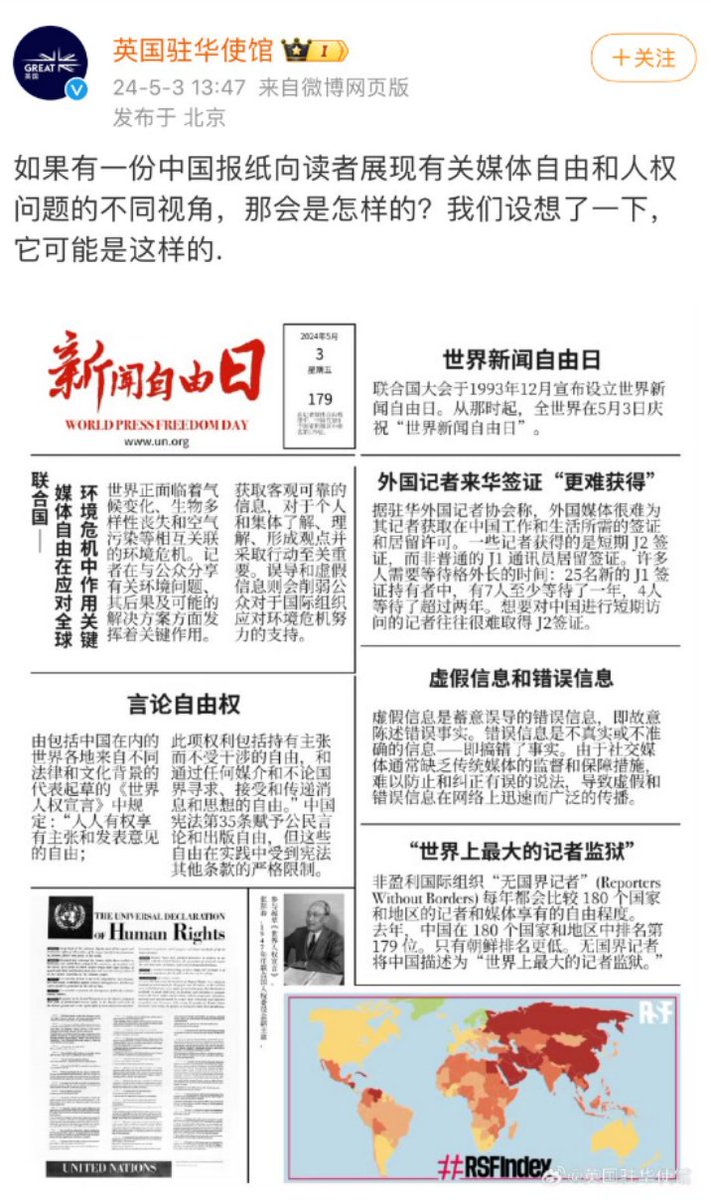 英国驻华使馆
GREAT
英国
24-5-3 13:47 来自微博网页版
发布于 北京
+关注
如果有一份中国报纸向读者展现有关媒体自由和人权
问题的不同视角，那会是怎样的？我们设想了一下，
它可能是这样的.
新闻自由日
WORLD PRESS FREEDOM DAY
www.un.org
2024年5月
3
星期五
179
世界新闻自由日
联合国大会于1993年12月宣布设立世界新
闻自由日。从那时起，全世界在5月3日庆
祝“世界新闻自由日”。
联合国——
媒体自由在应对全球
环境危机中作用关键
世界正面临着气
候变化、生物多
样性丧失和空气
污染等相互关联
的环境危机。记
者在与公众分享
有关环境问题、
其后果及可能的
解决方案方面发
挥着关键作用。
获取客观可靠的
信息，对于个人
和集体了解、理
解、形成观点并
采取行动至关重
要。误导和虚假
信息则会削弱公
众对于国际组织
应对环境危机努
力的支持。
外国记者来华签证“更难获得”
据驻华外国记者协会称，外国媒体很难为
其记者获取在中国工作和生活所需的签证
和居留许可。一些记者获得的是短期 J2 签
证，而非普通的 J1 通讯员居留签证。许多
人需要等待格外长的时间：25名新的 J1 签
证持有者中，有7人至少等待了一年，4人
等待了超过两年。想要对中国进行短期访
问的记者往往很难取得 J2签证。
虚假信息和错误信息
虚假信息是蓄意误导的错误信息，即故意
陈述错误事实。错误信息是不真实或不准
确的信息——即搞错了事实。由于社交媒
体通常缺乏传统媒体的监督和保障措施，
难以防止和纠正有误的说法，导致虚假和
错误信息在网络上迅速而广泛的传播。
言论自由权
由包括中国在内的
世界各地来自不同
法律和文化背景的
代表起草的《世界
人权宣言》中规
定：“人人有权享
有主张和发表意见
的自由；
此项权利包括持有主张
而不受干涉的自由，和
通过任何媒介和不论国
界寻求、接受和传递消
息和思想的自由。”中国
宪法第35条赋予公民言
论和出版自由，但这些
自由在实践中受到宪法
其他条款的严格限制。
“世界上最大的记者监狱”
非盈利国际组织“无国界记者”(Reporters
Without Borders) 每年都会比较 180 个国家
和地区的记者和媒体享有的自由程度。
去年，中国在 180 个国家和地区中排名第
179 位。只有朝鲜排名更低。无国界记者
将中国描述为“世界上最大的记者监狱。”
THE UNIVERSAL DECLARATION
OF Human Rights
UNITED NATIONS
RSF
#RSFIndex
@英国驻华使馆